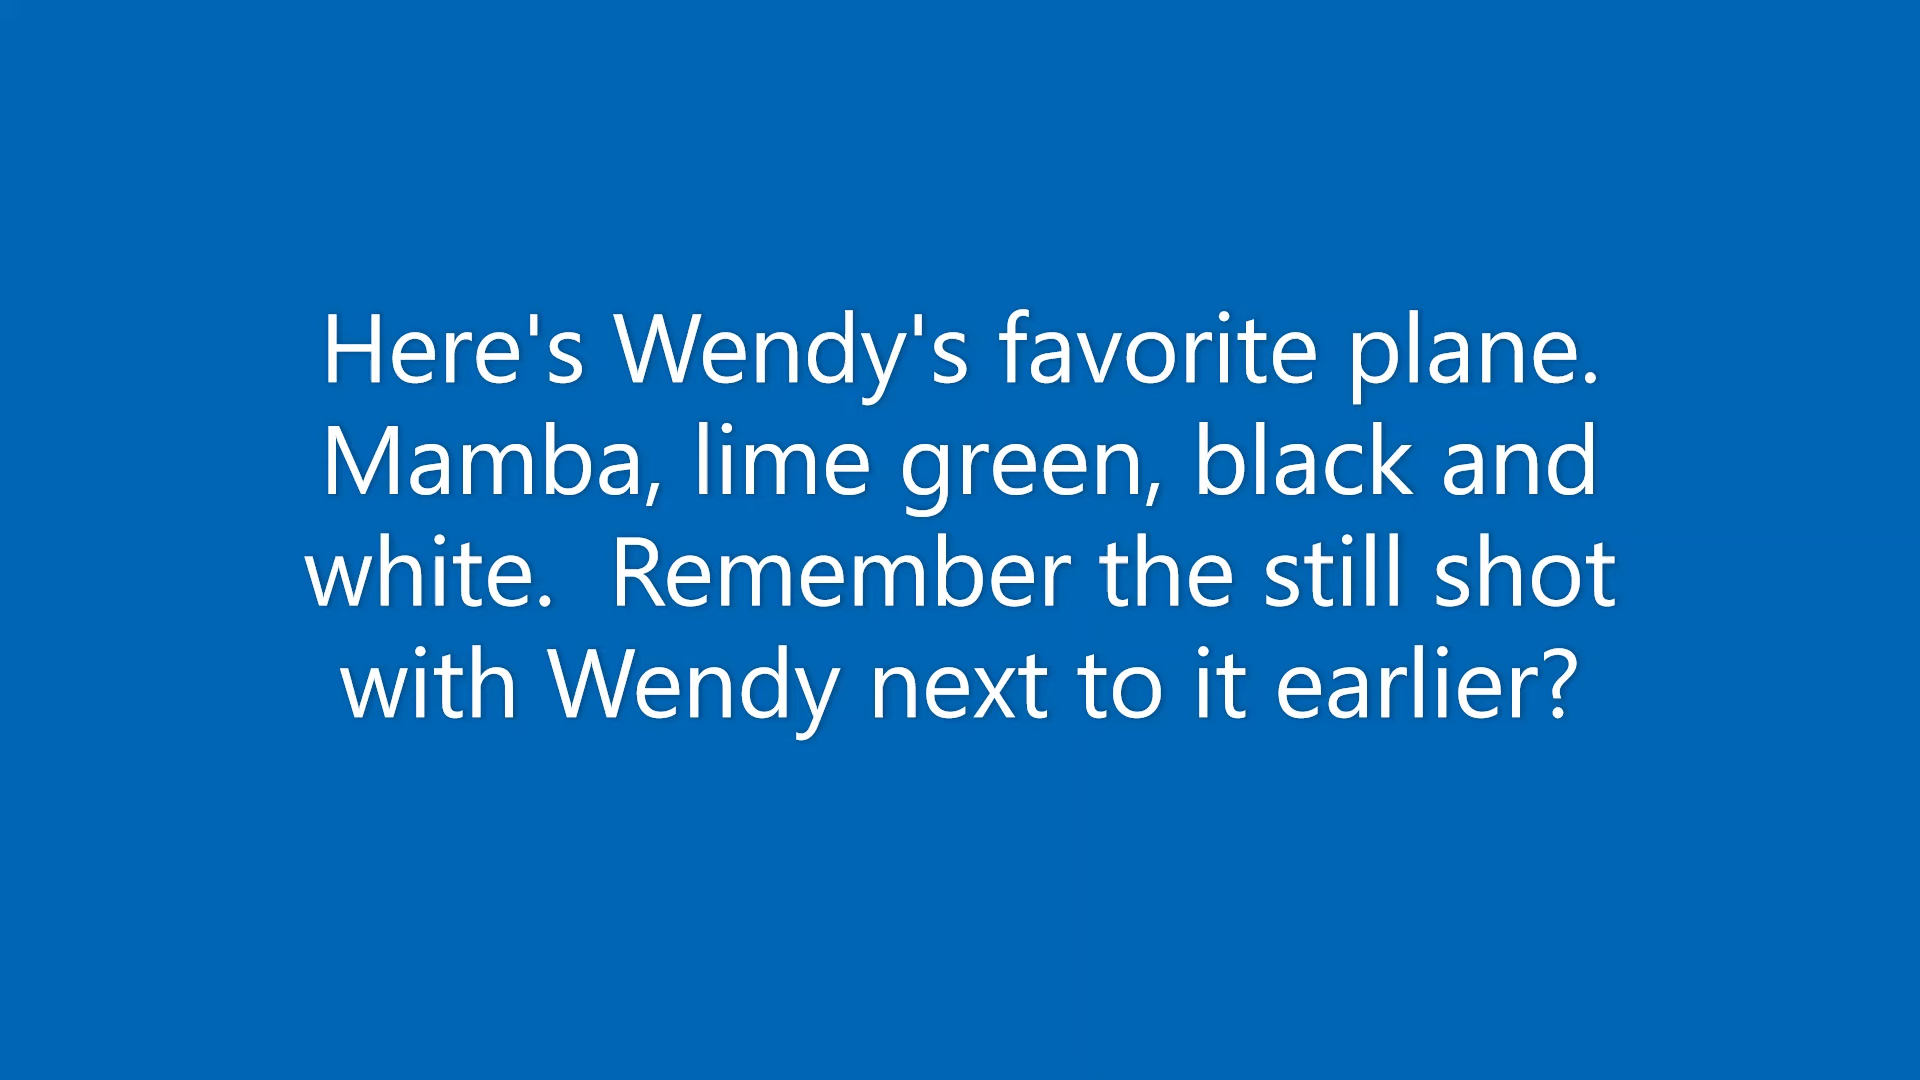 Here's Wendy's favorite plane.
Mamba, lime green, black and
white.  Remember the still shot
with Wendy next to it earlier?